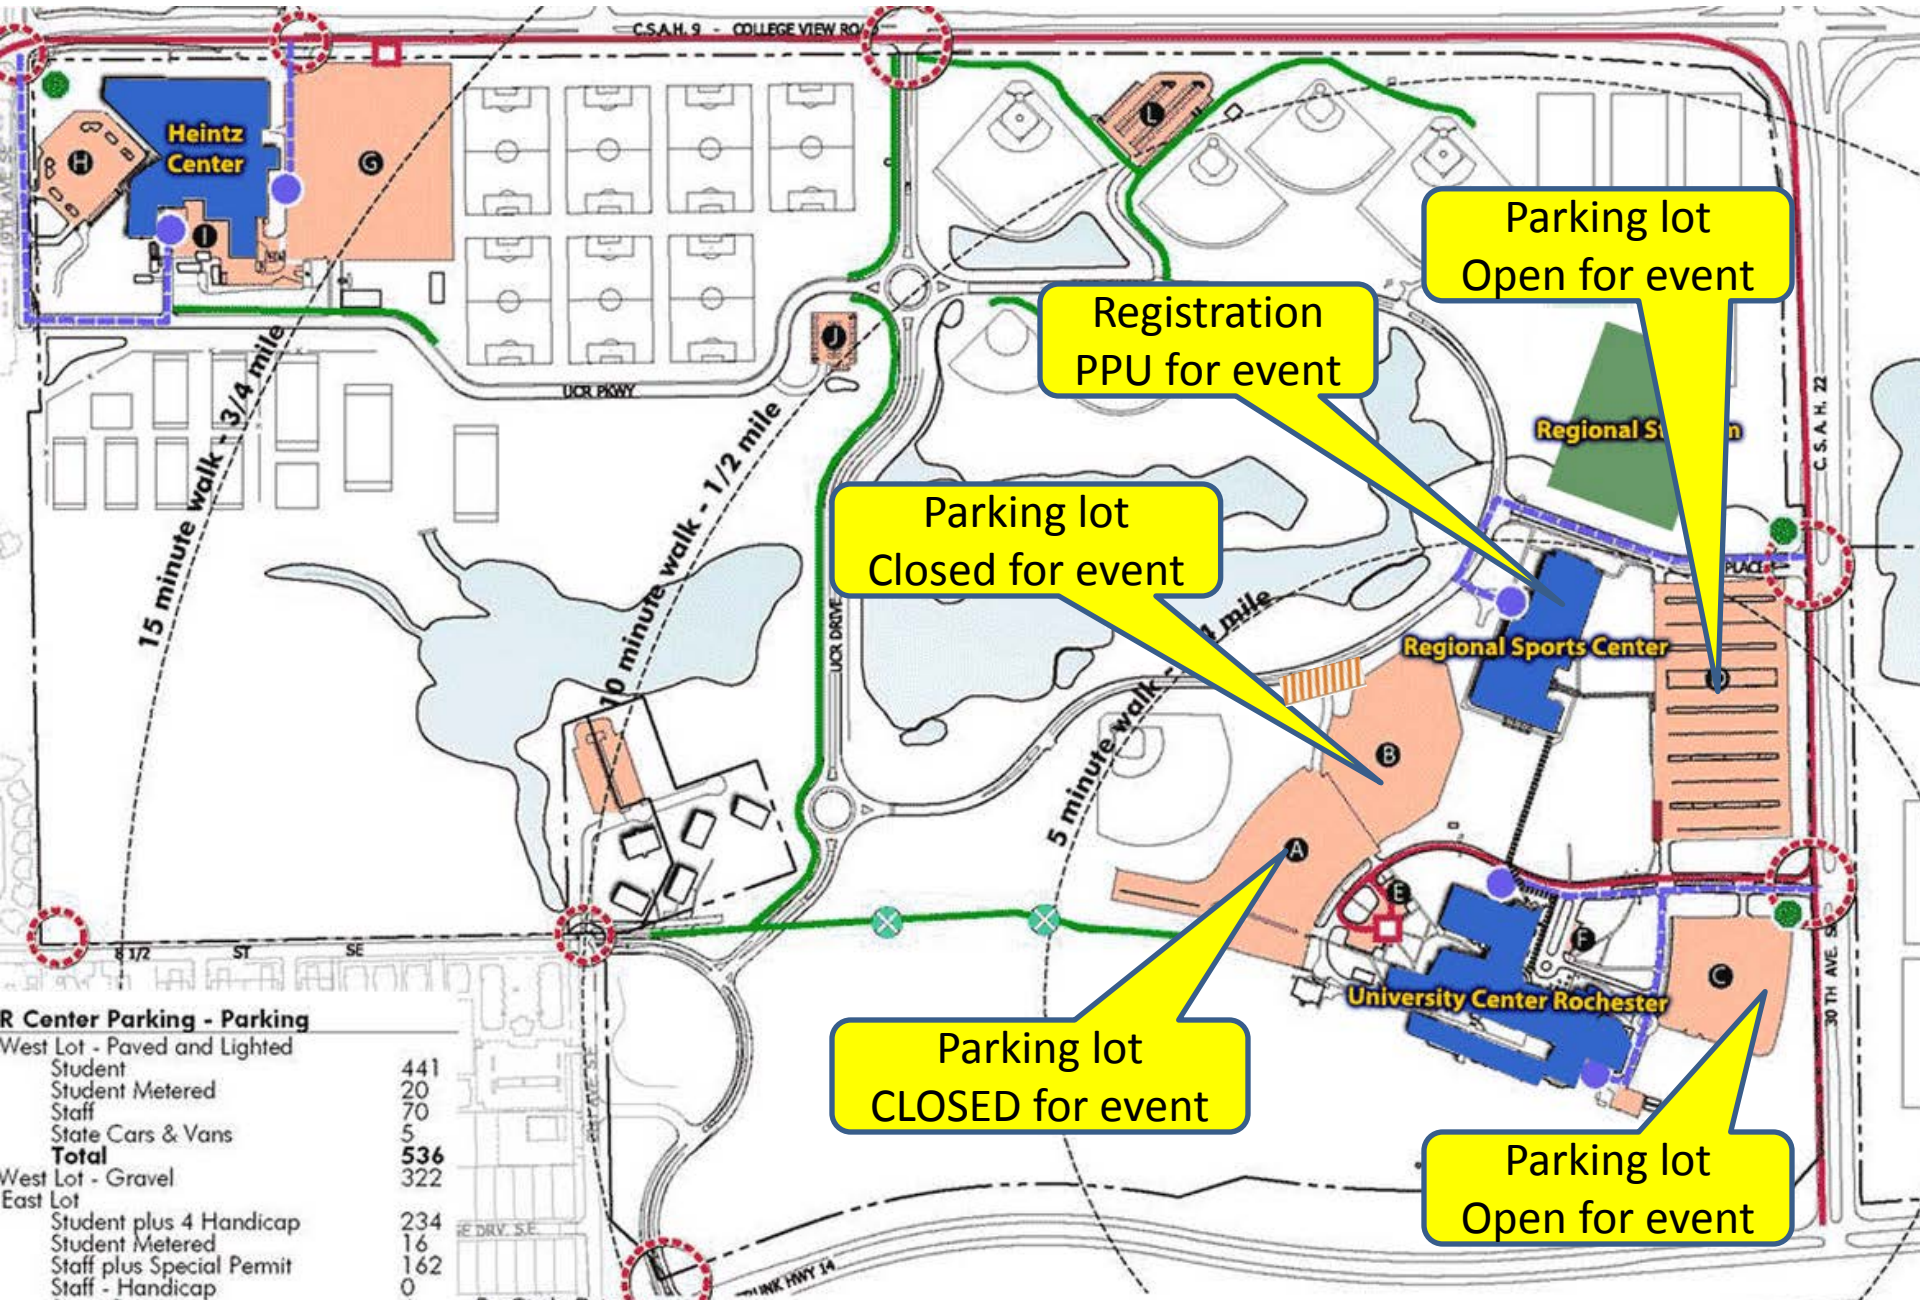 C.S.A.H. 9 - COLLEGE VIEW
Heintz
Center
H
G
I
L
J
19TH AVE S
UCR PKWY
15 minute walk - 3/4 mile
10 minute walk - 1/2 mile
UCR DRIVE
5 minute walk -
4 mile
Parking lot
Open for event
Registration
PPU for event
Parking lot
Closed for event
Regional St
m
C. S. A. H. 22
PLACE
Regional Sports Center
D
B
A
E
F
C
University Center Rochester
30 TH AVE. S
8 1/2 ST SE
Parking lot
CLOSED for event
Parking lot
Open for event
R Center Parking - Parking
West Lot - Paved and Lighted
Student 441
Student Metered 20
Staff 70
State Cars & Vans 5
Total 536
West Lot - Gravel 322
East Lot
Student plus 4 Handicap 234
Student Metered 16
Staff plus Special Permit 162
Staff - Handicap 0
E DRV. S.E.
UNK HWY 14